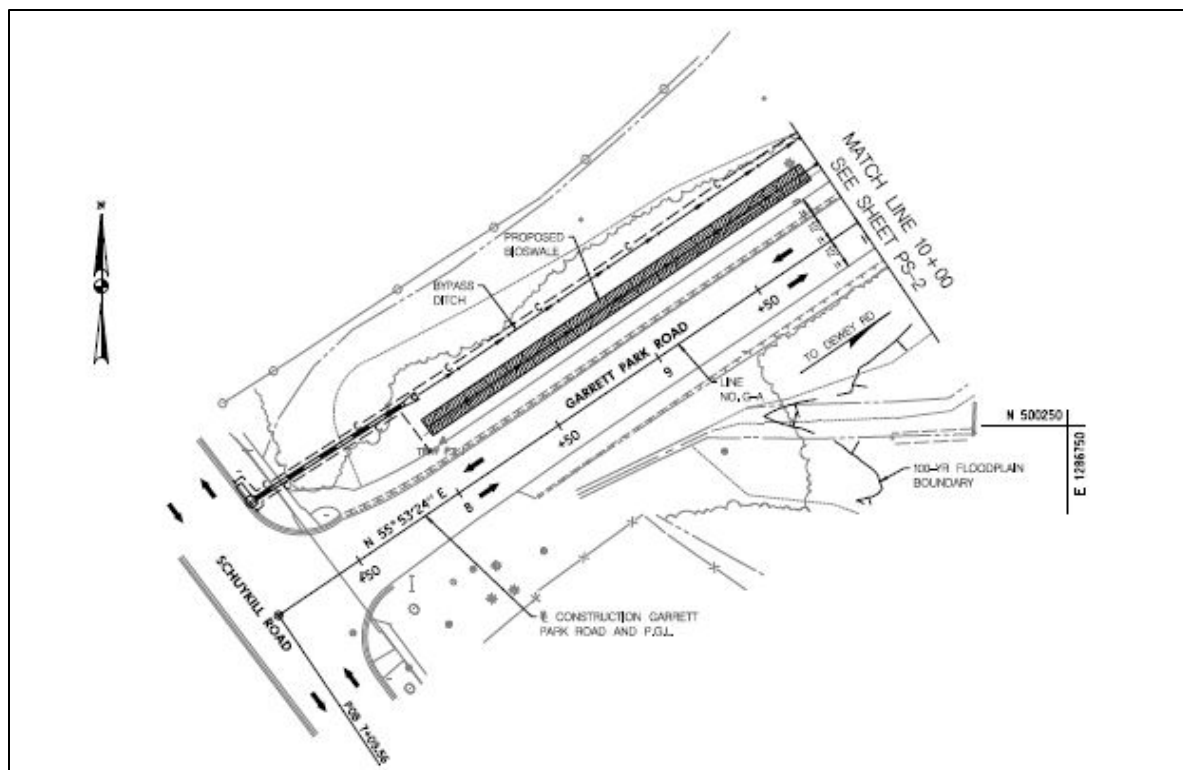 N
MATCH LINE 10+00
SEE SHEET PS-2
PROPOSED
BIOSWALE
BYPASS
DITCH
C
C
C
C
C
C
+50
GARRETT PARK ROAD
9
LINE
NO. G-A
TO DEWEY RD
+50
N 500250
E 1286750
100-YR FLOODPLAIN
BOUNDARY
8
N 55°53'24" E
+50
SCHUYKILL ROAD
CONSTRUCTION GARRETT
PARK ROAD AND P.G.L.
POB 7+09.56